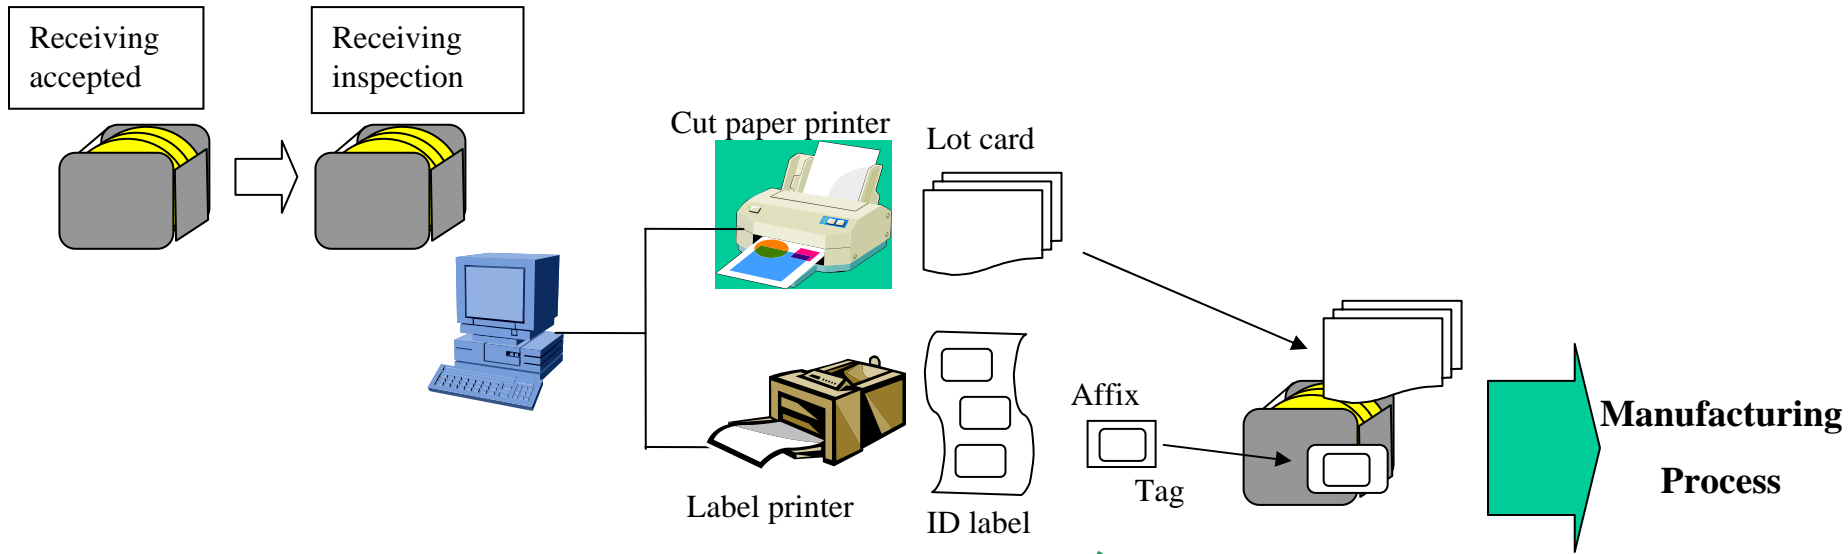 Receiving
accepted
Receiving
inspection
Cut paper printer
Lot card
Affix
Tag
Label printer
ID label
Manufacturing
Process